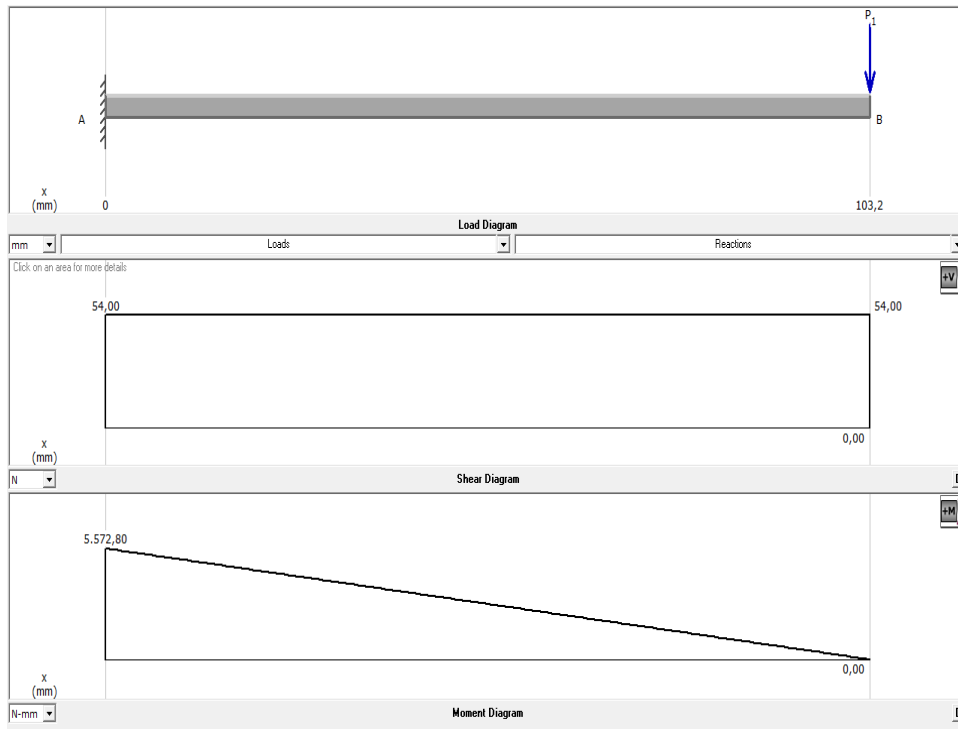 P1
A
B
x
(mm)
0
103,2
Load Diagram
mm
Loads
Reactions
Click on an area for more details
+V
54,00
54,00
0,00
x
(mm)
N
Shear Diagram
+M
5.572,80
0,00
x
(mm)
N-mm
Moment Diagram